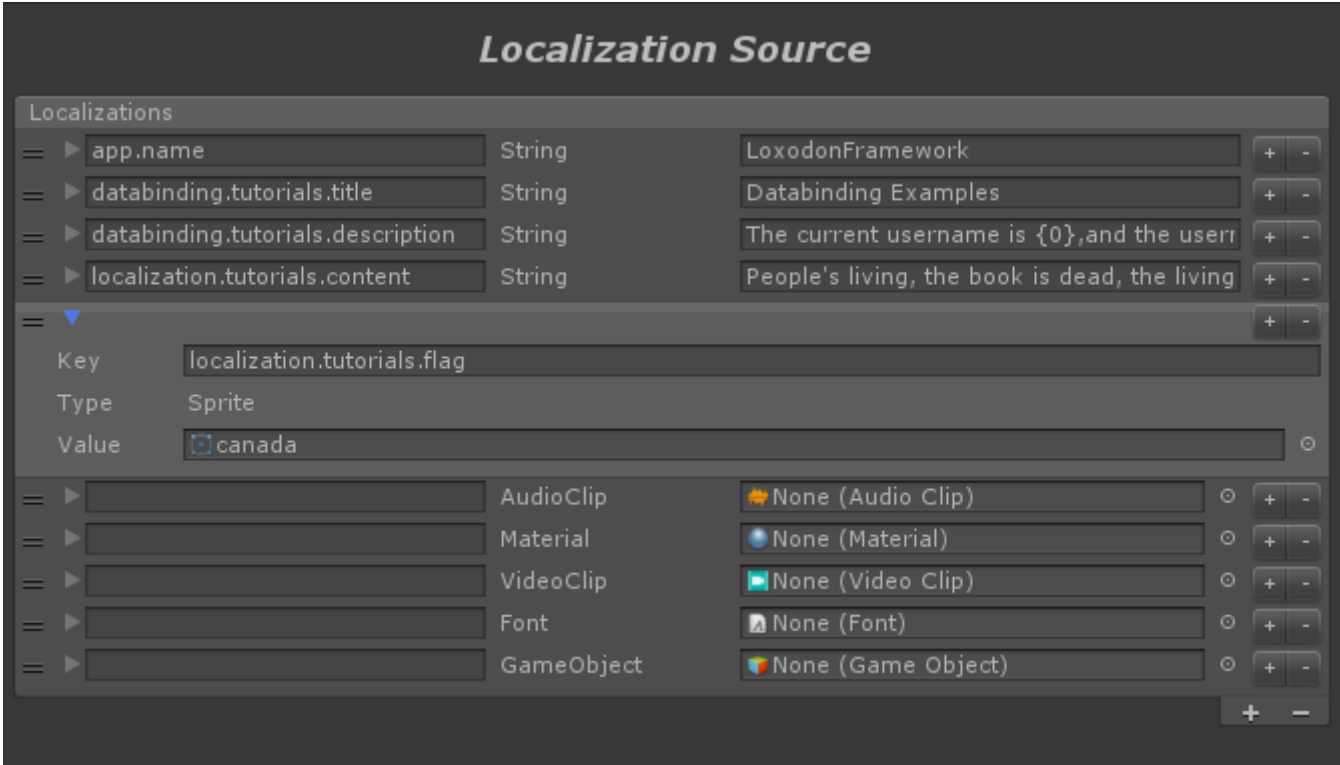 Localization Source
Localizations
app.name String LoxodonFramework + -
databinding.tutorials.title String Databinding Examples + -
databinding.tutorials.description String The current username is {0},and the + -
localization.tutorials.content String People's living, the book is dead, the living + -
+ -
Key localization.tutorials.flag
Type Sprite
Value canada
AudioClip None (Audio Clip) + -
Material None (Material) + -
VideoClip None (Video Clip) + -
Font None (Font) + -
GameObject None (Game Object) + -
+ −